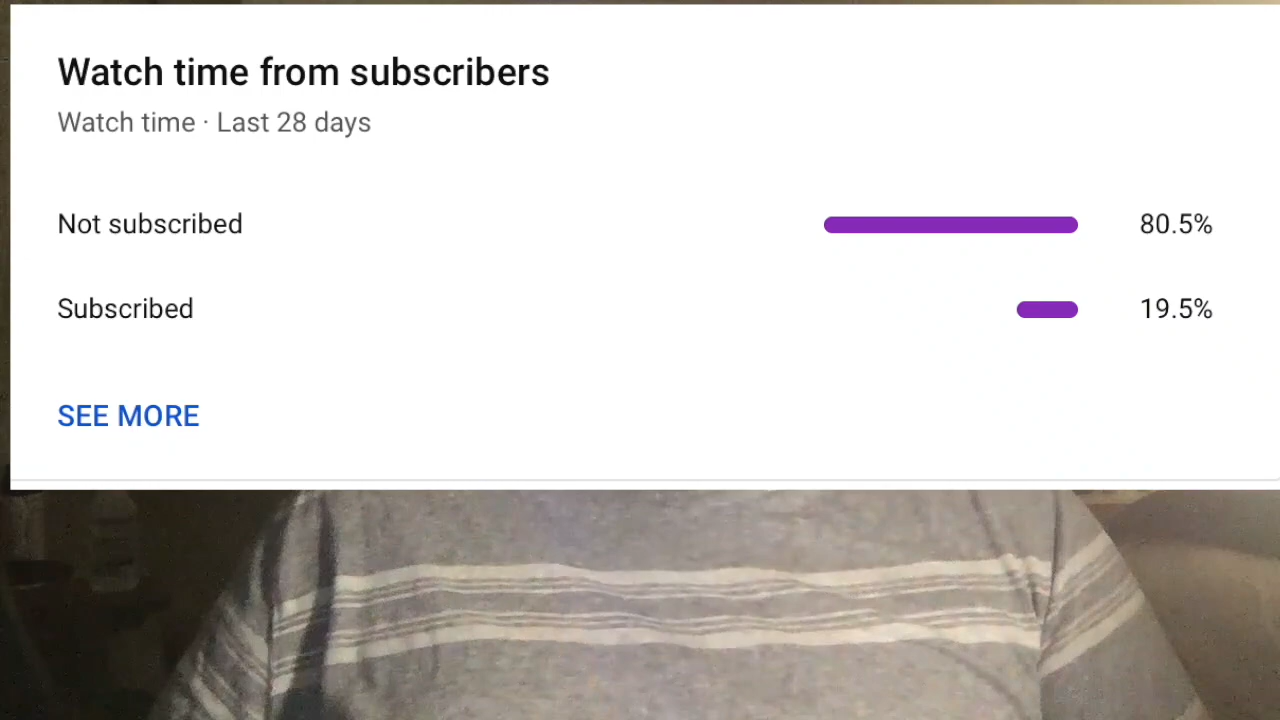 Watch time from subscribers
Watch time · Last 28 days
Not subscribed 80.5%
Subscribed 19.5%
SEE MORE